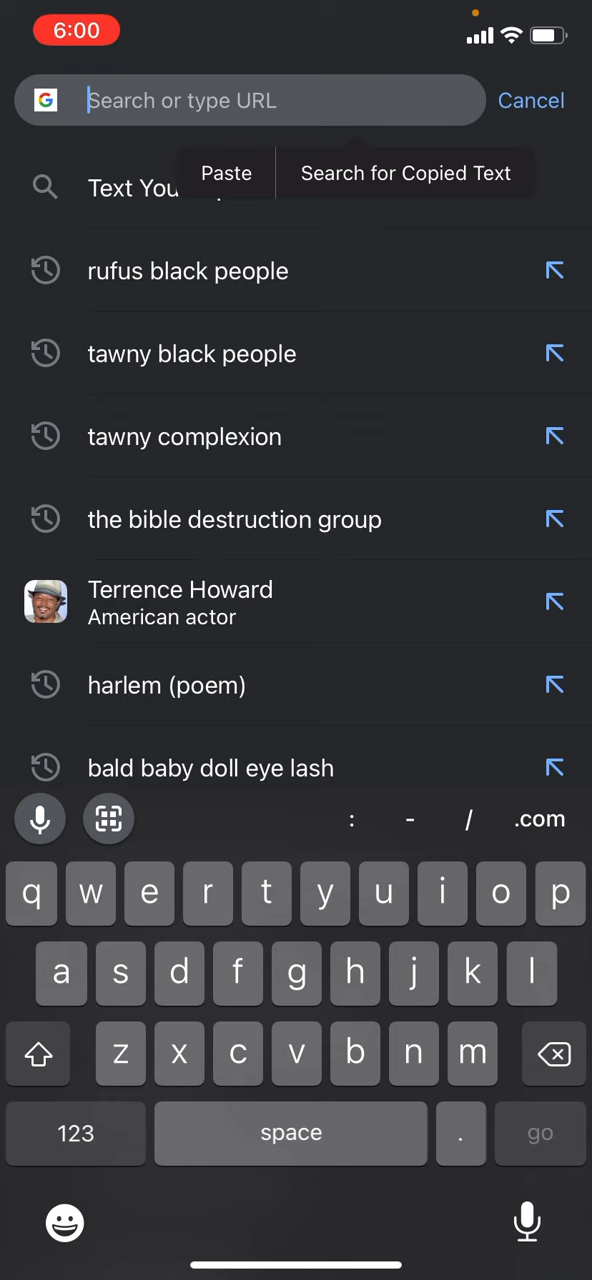 6:00
Search or type URL
Cancel
Paste
Search for Copied Text
Text You
rufus black people
tawny black people
tawny complexion
the bible destruction group
Terrence Howard
American actor
harlem (poem)
bald baby doll eye lash
: - / .com
q w e r t y u i o p
a s d f g h j k l
z x c v b n m
123 space . go